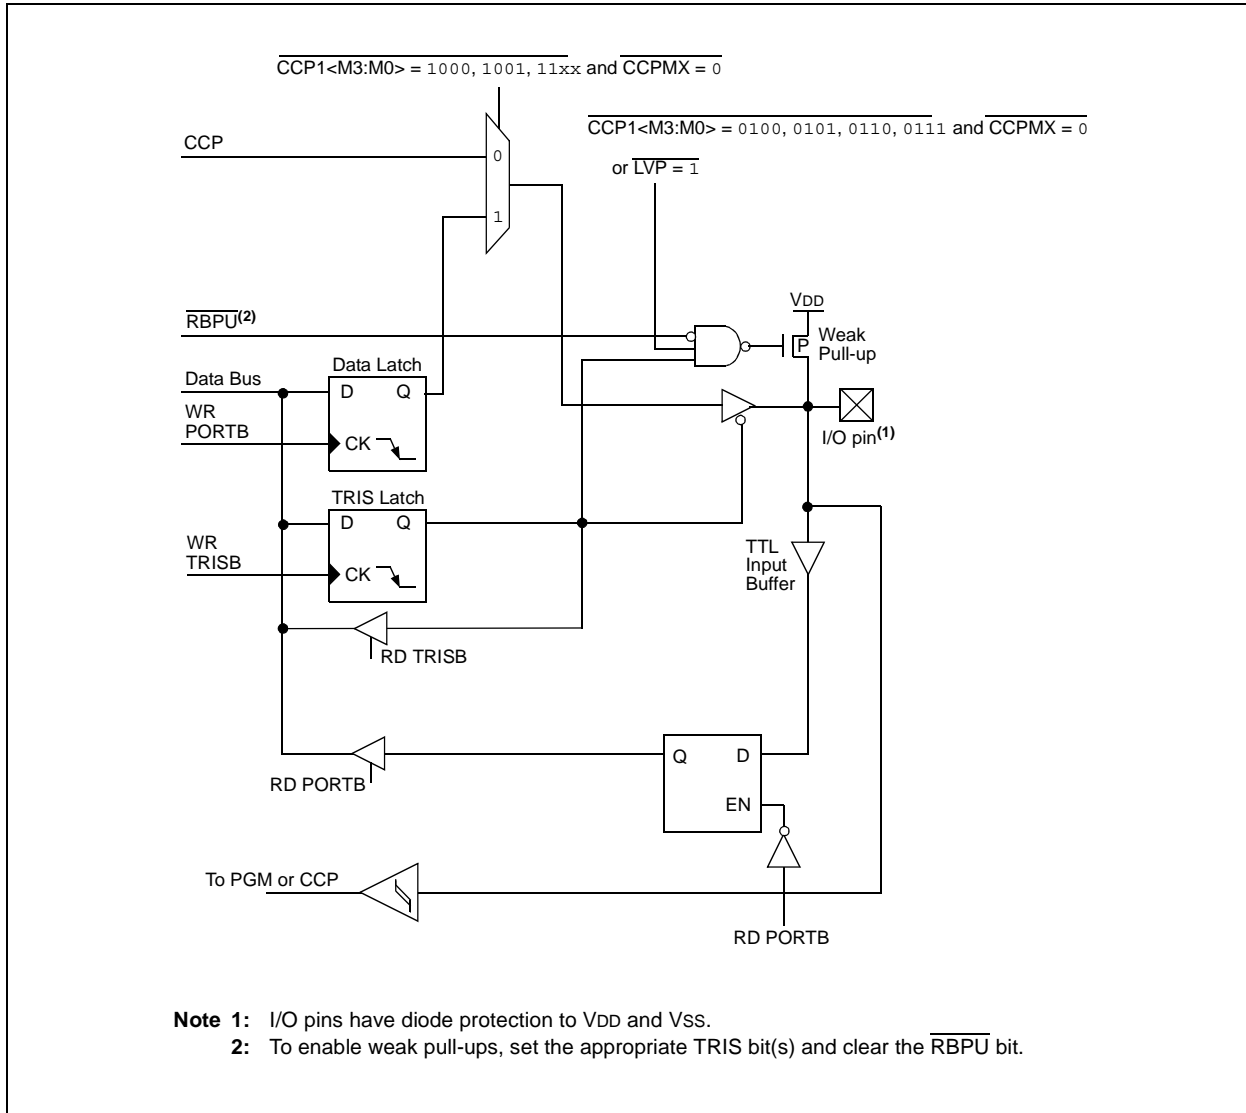 CCP1<M3:M0> = 1000, 1001, 11xx and CCPMX = 0
CCP1<M3:M0> = 0100, 0101, 0110, 0111 and CCPMX = 0
or LVP = 1
CCP
0
1
VDD
RBPU(2)
Weak
Pull-up
P
Data Latch
Data Bus
D Q
WR
PORTB
CK
I/O pin(1)
TRIS Latch
D Q
WR
TRISB
CK
TTL
Input
Buffer
RD TRISB
Q D
RD PORTB
EN
To PGM or CCP
RD PORTB
Note 1: I/O pins have diode protection to VDD and VSS.
2: To enable weak pull-ups, set the appropriate TRIS bit(s) and clear the RBPU bit.